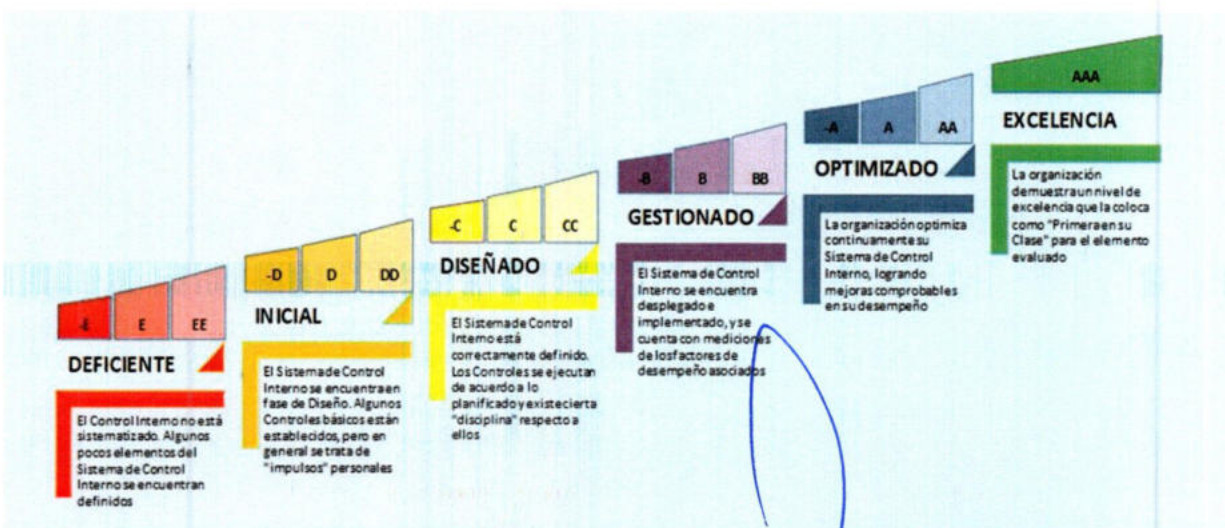 -E
E
EE
DEFICIENTE
El Control Interno no está
sistematizado. Algunos
pocos elementos del
Sistema de Control
Interno se encuentran
definidos
-D
D
DD
INICIAL
El Sistema de Control
Interno se encuentra en
fase de Diseño. Algunos
Controles básicos están
establecidos, pero en
general se trata de
"impulsos" personales
-C
C
CC
DISEÑADO
El Sistema de Control
Interno está
correctamente definido.
Los Controles se ejecutan
de acuerdo a lo
planificado y existe cierta
"disciplina" respecto a
ellos
-B
B
BB
GESTIONADO
El Sistema de Control
Interno se encuentra
desplegado e
implementado, y se
cuenta con mediciones
de los factores de
desempeño asociados
-A
A
AA
OPTIMIZADO
La organización optimiza
continuamente su
Sistema de Control
Interno, logrando
mejoras comprobables
en su desempeño
AAA
EXCELENCIA
La organización
demuestra un nivel de
excelencia que la coloca
como "Primera en su
Clase" para el elemento
evaluado